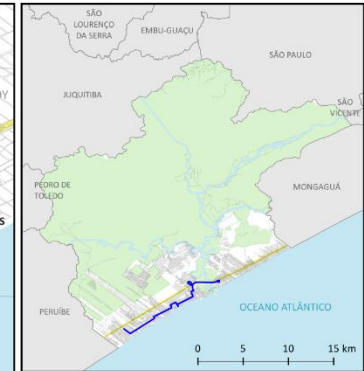 SÃO
LOURENÇO
DA SERRA
EMBU-GUAÇU
SÃO PAULO
JUQUITIBA
SÃO
VICENTE
PEDRO DE
TOLEDO
MONGAGUÁ
PERUÍBE
OCEANO ATLÂNTICO
0 5 10 15 km